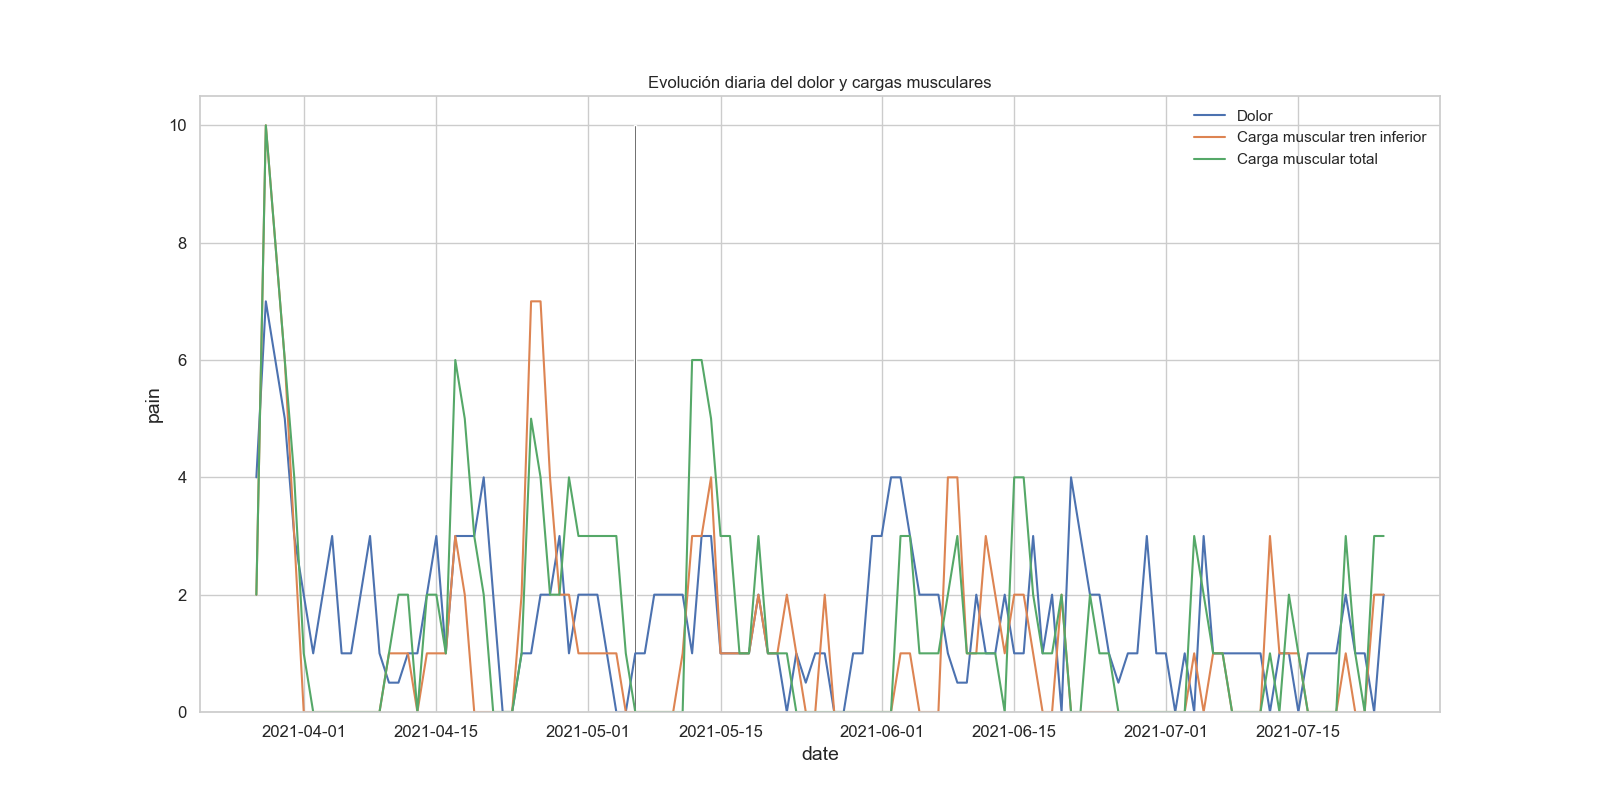 Evolución diaria del dolor y cargas musculares
Dolor
Carga muscular tren inferior
Carga muscular total
10
8
6
4
2
0
pain
2021-04-01
2021-04-15
2021-05-01
2021-05-15
2021-06-01
2021-06-15
2021-07-01
2021-07-15
date